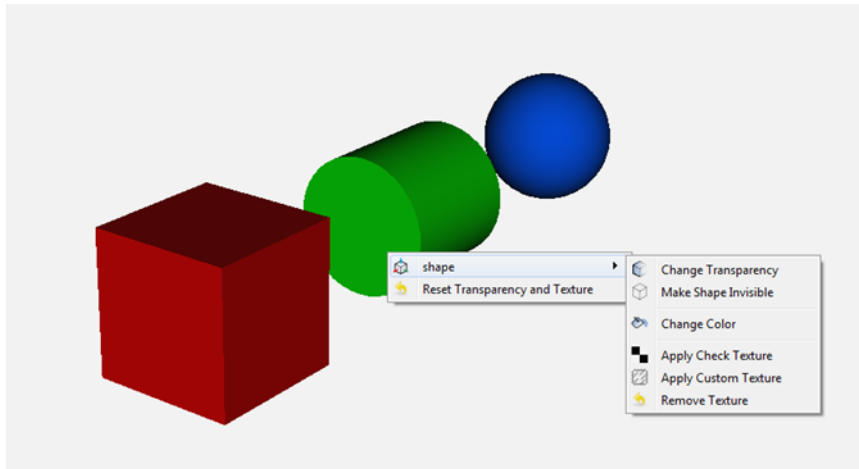 shape
Reset Transparency and Texture
Change Transparency
Make Shape Invisible
Change Color
Apply Check Texture
Apply Custom Texture
Remove Texture